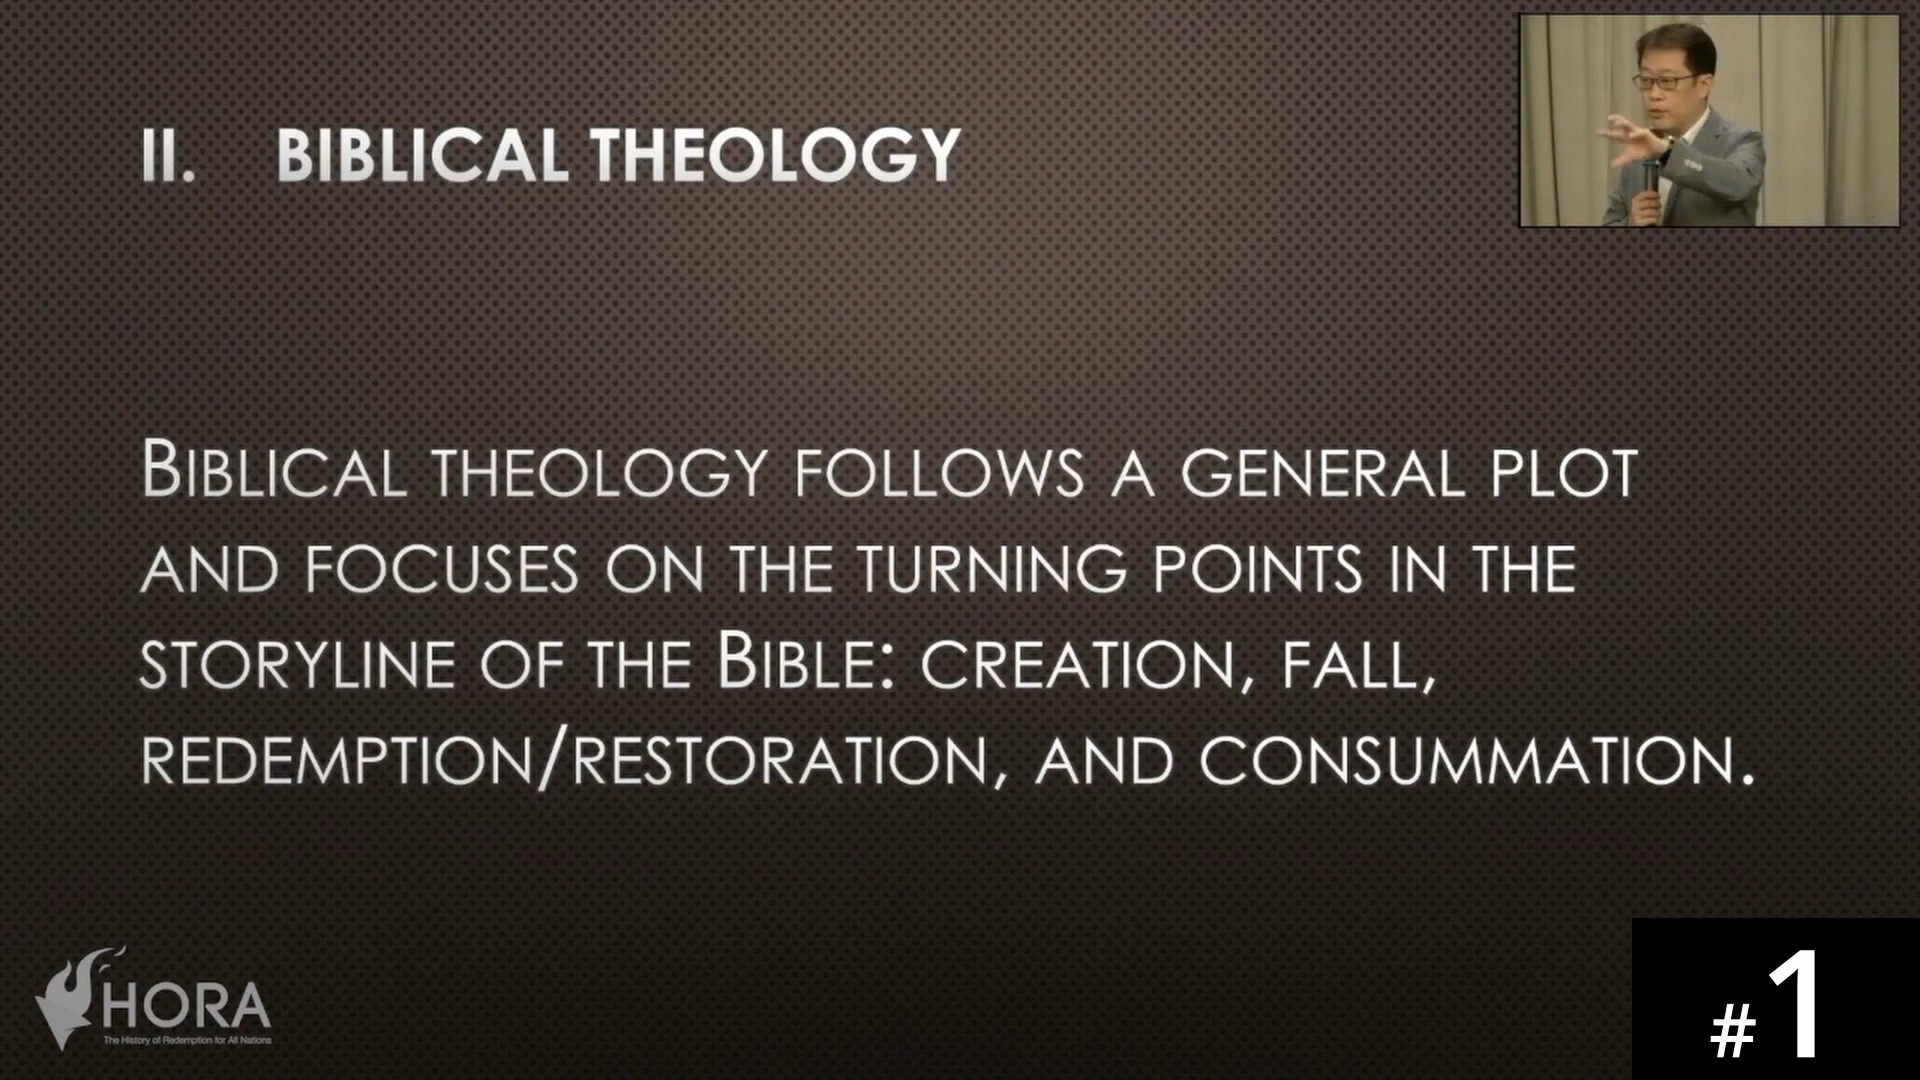 II. BIBLICAL THEOLOGY
BIBLICAL THEOLOGY FOLLOWS A GENERAL PLOT
AND FOCUSES ON THE TURNING POINTS IN THE
STORYLINE OF THE BIBLE: CREATION, FALL,
REDEMPTION/RESTORATION, AND CONSUMMATION.
HORA
The History of Redemption for All Nations
#1